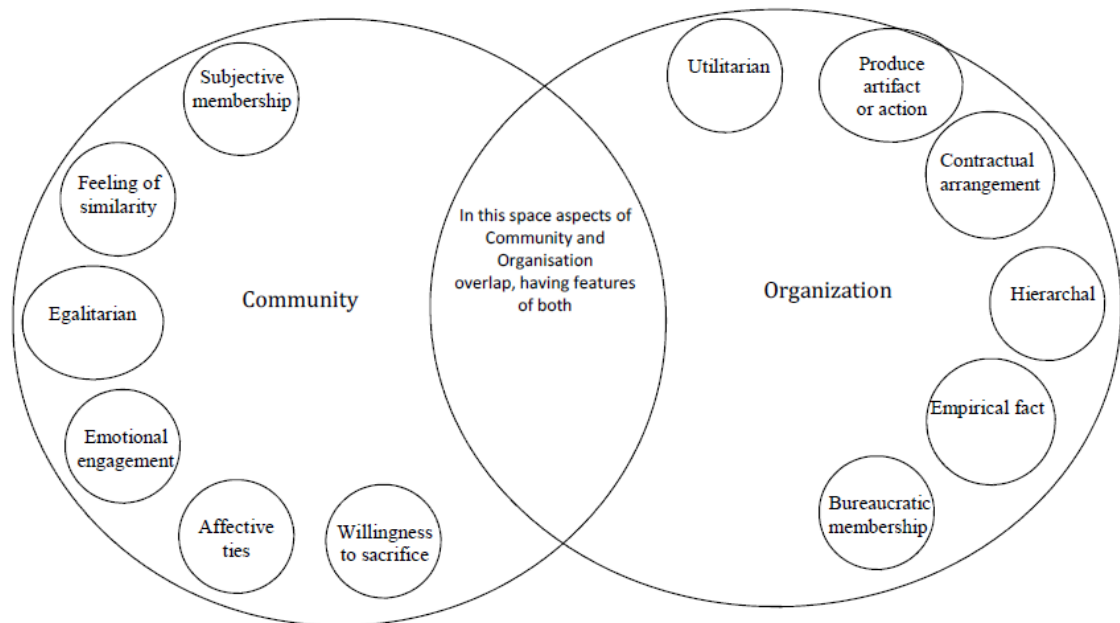 Subjective
membership
Feeling of
similarity
Egalitarian
Community
Emotional
engagement
Affective
ties
Willingness
to sacrifice
In this space aspects of
Community and
Organisation
overlap, having features
of both
Utilitarian
Produce
artifact
or action
Contractual
arrangement
Organization
Hierarchal
Empirical fact
Bureaucratic
membership